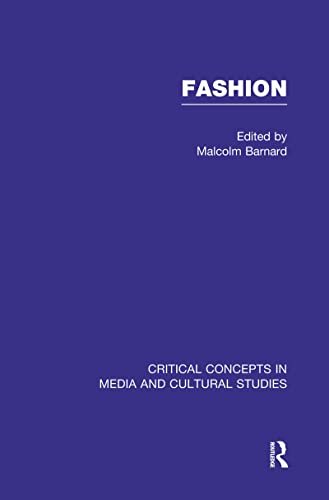 FASHION
Edited by
Malcolm Barnard
CRITICAL CONCEPTS IN
MEDIA AND CULTURAL STUDIES
R
ROUTLEDGE